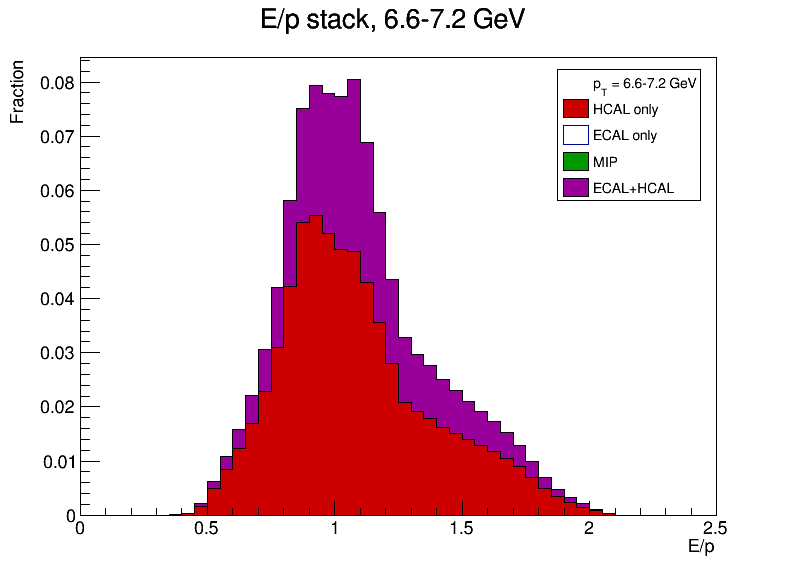 E/p stack, 6.6-7.2 GeV
Fraction
0.08
0.07
0.06
0.05
0.04
0.03
0.02
0.01
0
pT = 6.6-7.2 GeV
HCAL only
ECAL only
MIP
ECAL+HCAL
0 0.5 1 1.5 2 2.5
E/p